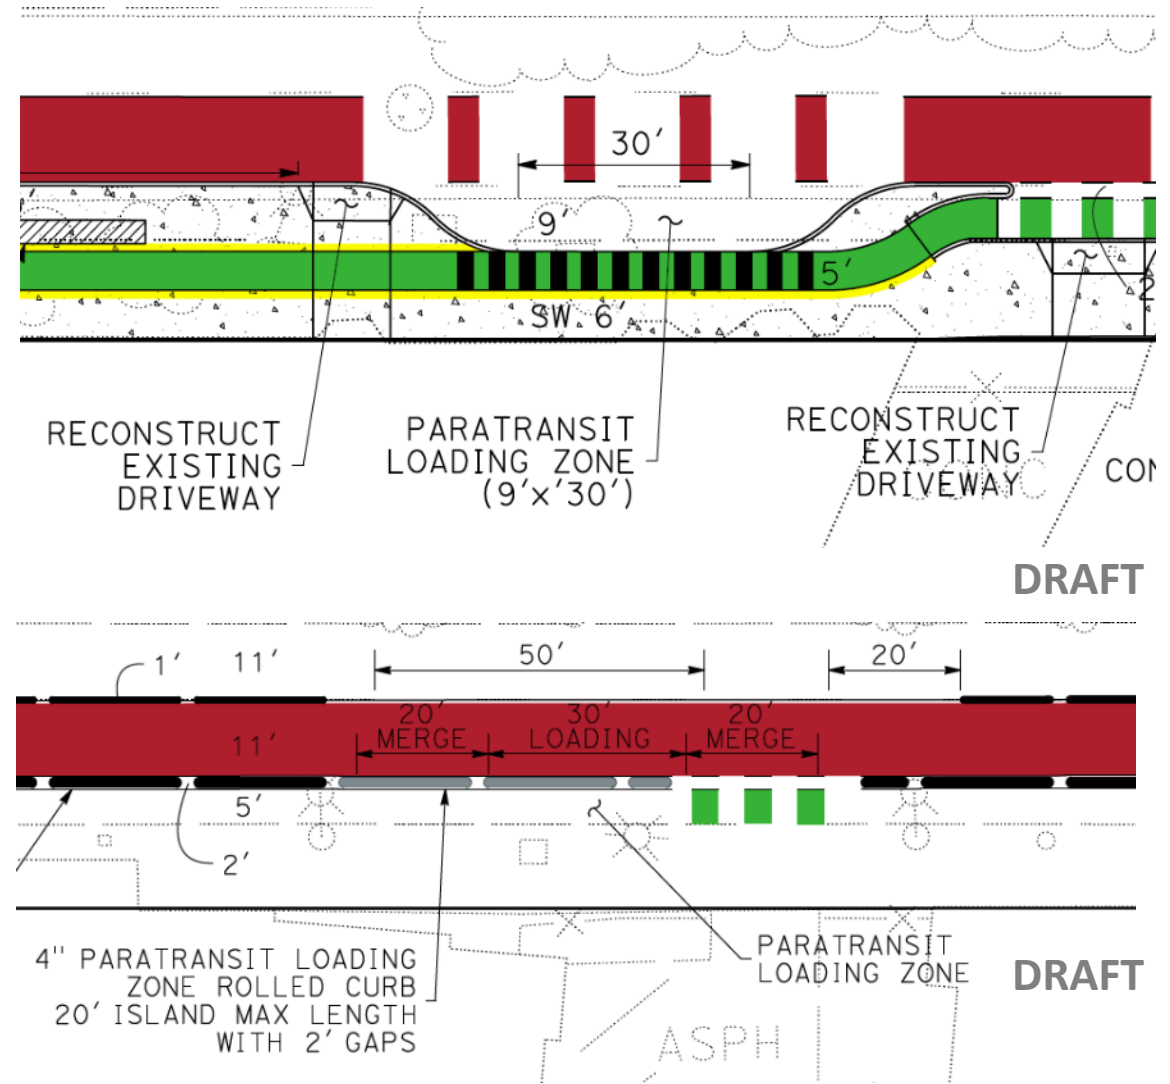 30'
9'
5'
SW 6'
2
RECONSTRUCT
EXISTING
DRIVEWAY
PARATRANSIT
LOADING ZONE
(9'x'30')
RECONSTRUCT
EXISTING
DRIVEWAY
CON
DRAFT
1'
11'
50'
20'
20'
MERGE
30'
LOADING
20'
MERGE
11'
5'
2'
4" PARATRANSIT LOADING
ZONE ROLLED CURB
20' ISLAND MAX LENGTH
WITH 2' GAPS
PARATRANSIT
LOADING ZONE
DRAFT
ASPH